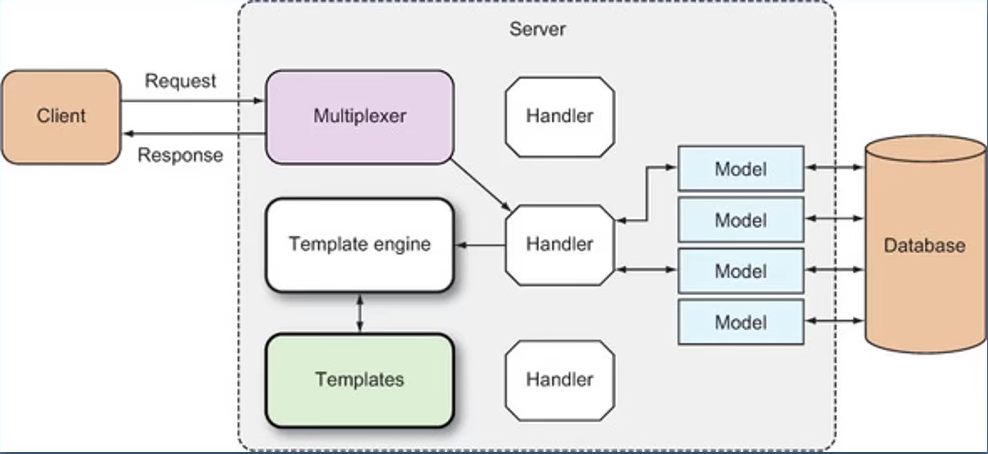 Server
Request
Client
Multiplexer
Handler
Response
Model
Model
Template engine
Handler
Database
Model
Model
Templates
Handler